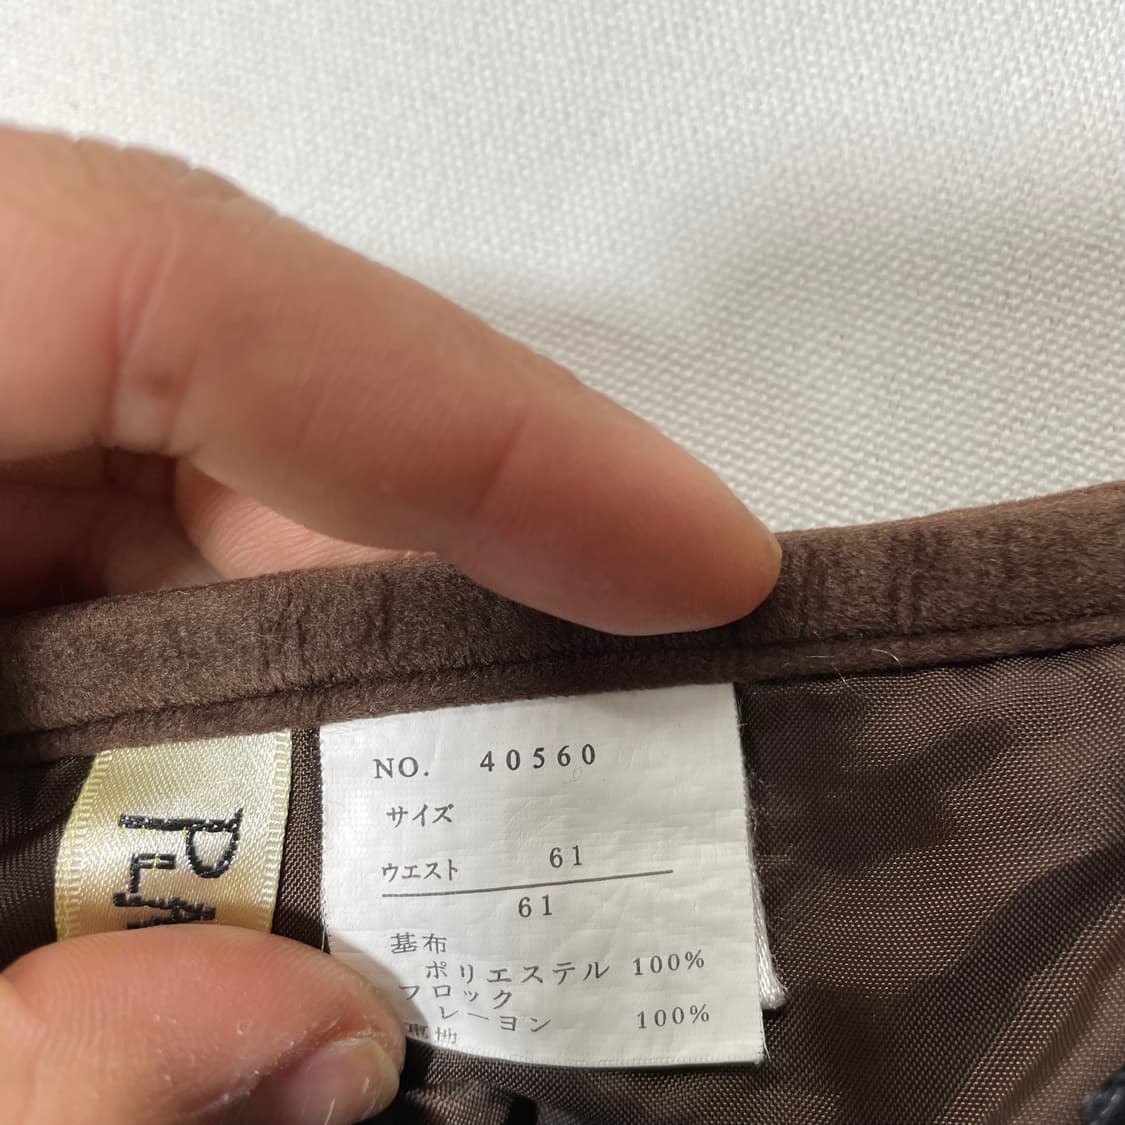 NO. 40560
サイズ
ウエスト 61
61
基布
ポリエステル 100%
フロック
レーヨン 100%